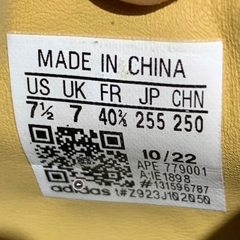 MADE IN CHINA
US UK FR JP CHN
7½ 7 40⅔ 255 250
10/22
APE 779001
A:IE1898
#:131596787
adidas t#Z923J102050